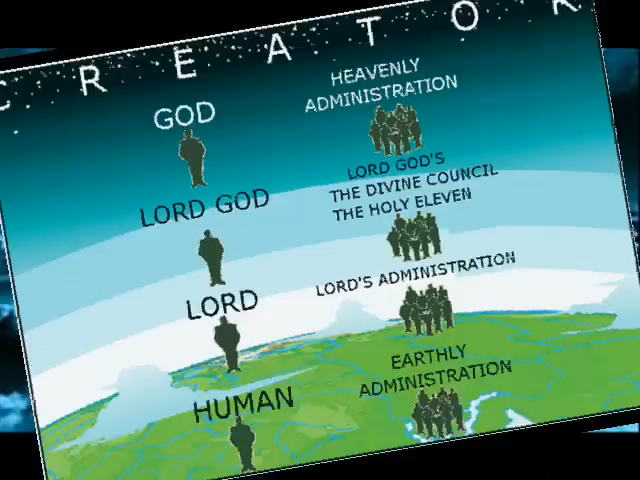 CREATOR
GOD
HEAVENLY
ADMINISTRATION
LORD GOD
LORD GOD'S
THE DIVINE COUNCIL
THE HOLY ELEVEN
LORD
LORD'S ADMINISTRATION
HUMAN
EARTHLY
ADMINISTRATION